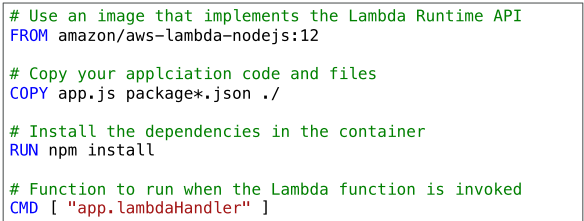 # Use an image that implements the Lambda Runtime API
FROM amazon/aws-lambda-nodejs:12
# Copy your applciation code and files
COPY app.js package*.json ./
# Install the dependencies in the container
RUN npm install
# Function to run when the Lambda function is invoked
CMD [ "app.lambdaHandler" ]